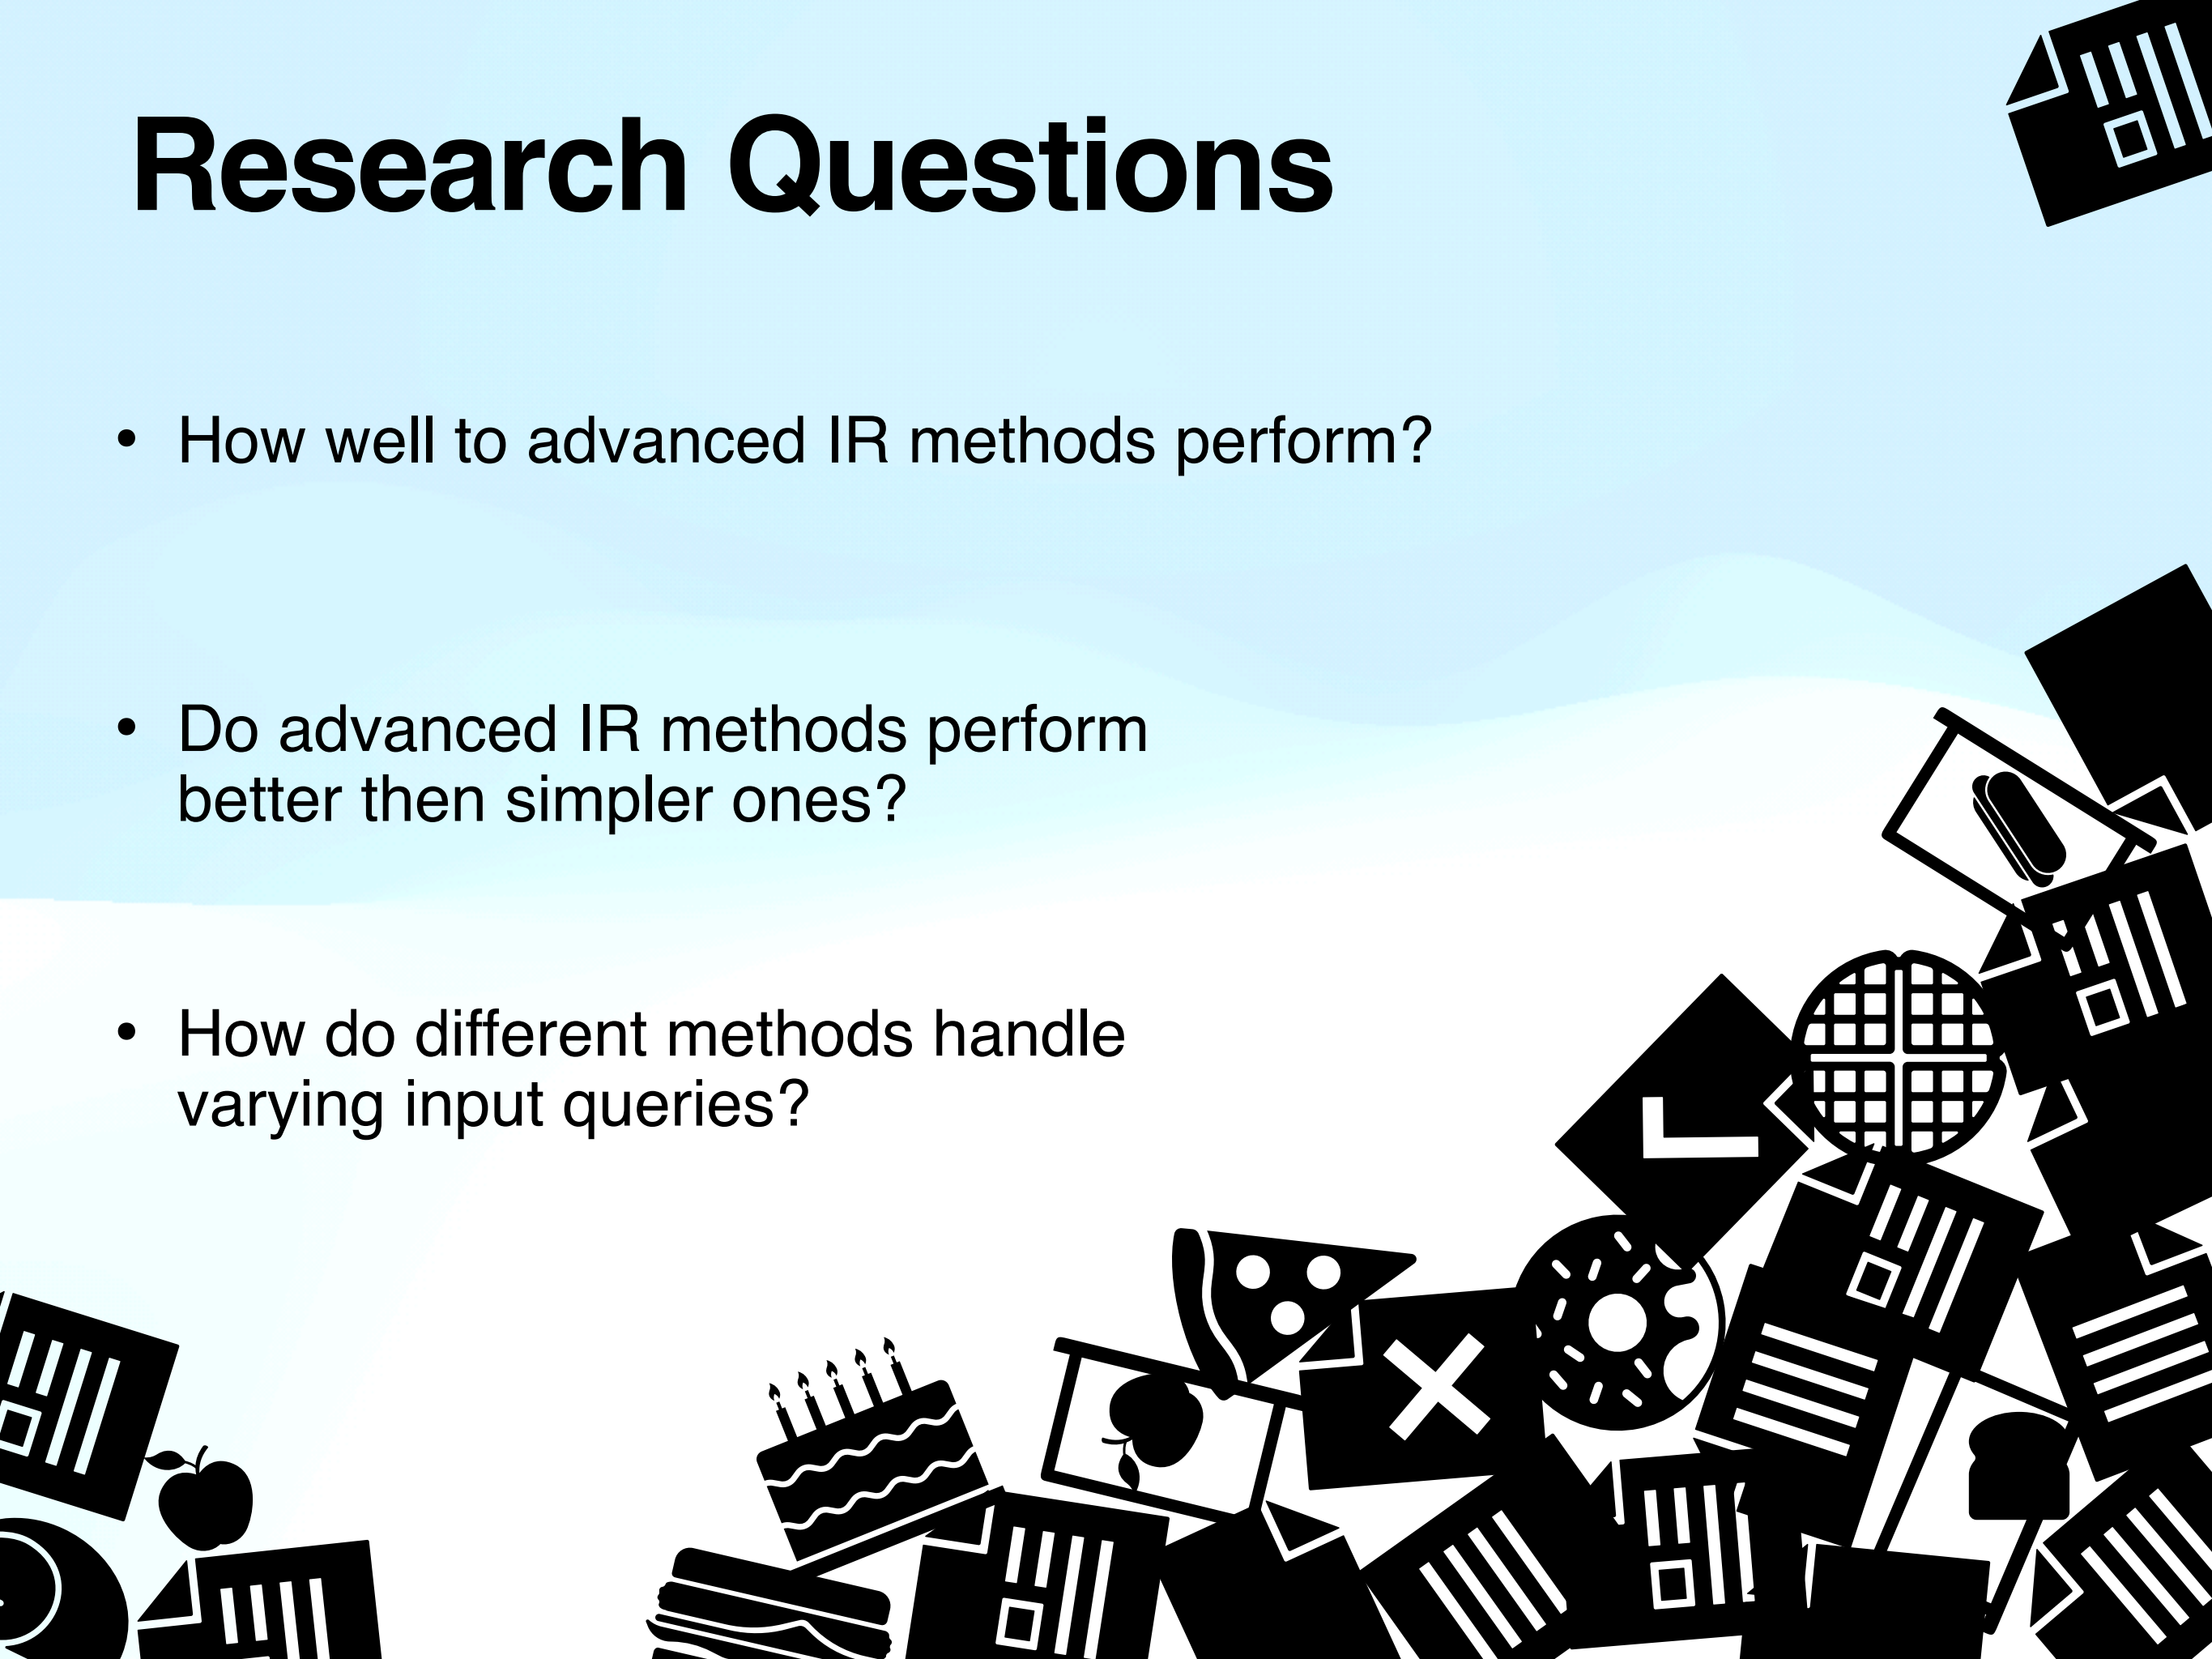 Research Questions
• How well to advanced IR methods perform?
• Do advanced IR methods perform
better then simpler ones?
• How do different methods handle
varying input queries?